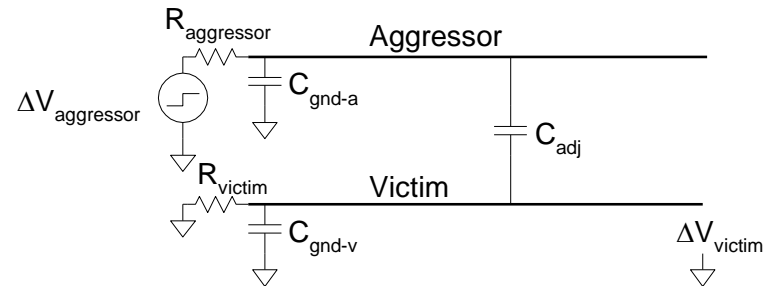 R_aggressor
Aggressor
C_gnd-a
ΔV_aggressor
C_adj
R_victim
Victim
C_gnd-v
ΔV_victim